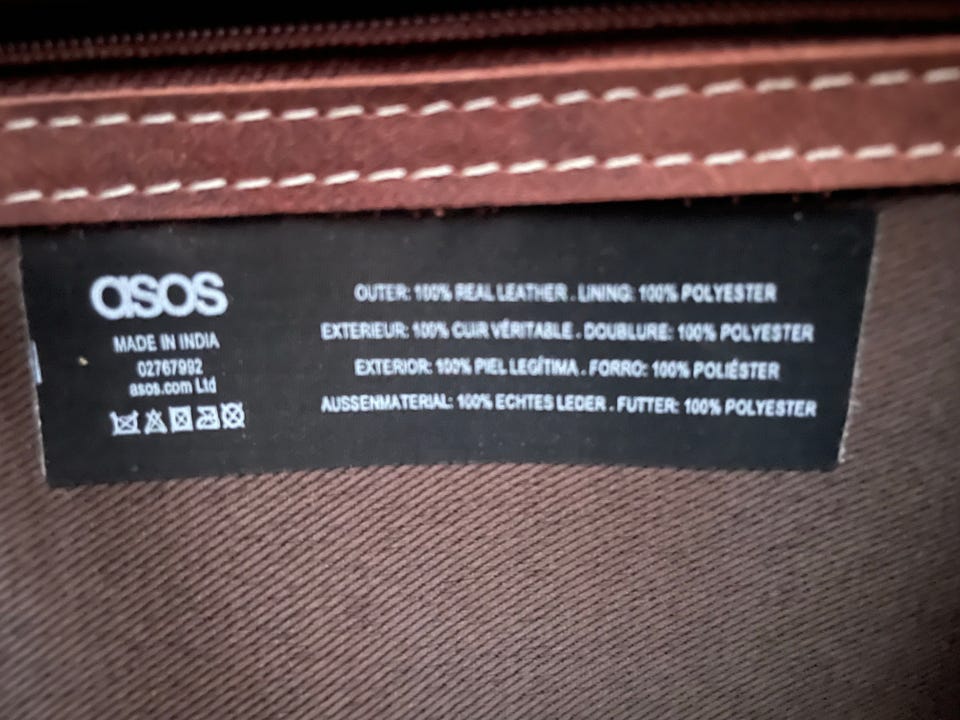 asos
MADE IN INDIA
02767992
asos.com Ltd
OUTER: 100% REAL LEATHER . LINING: 100% POLYESTER
EXTERIEUR: 100% CUIR VÉRITABLE . DOUBLURE: 100% POLYESTER
EXTERIOR: 100% PIEL LEGÍTIMA . FORRO: 100% POLIÉSTER
AUSSENMATERIAL: 100% ECHTES LEDER . FUTTER: 100% POLYESTER